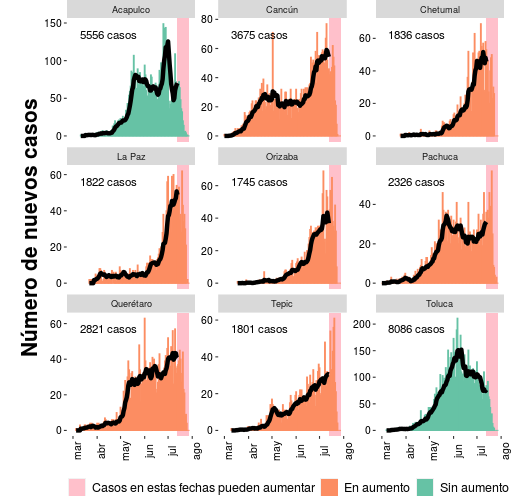 Número de nuevos casos
Acapulco
Cancún
Chetumal
150
100
50
0
5556 casos
80
60
40
20
0
3675 casos
60
40
20
0
1836 casos
La Paz
Orizaba
Pachuca
60
40
20
0
1822 casos
60
40
20
0
1745 casos
40
20
0
2326 casos
Querétaro
Tepic
Toluca
60
40
20
0
2821 casos
60
40
20
0
1801 casos
200
150
100
50
0
8086 casos
mar
abr
may
jun
jul
ago
mar
abr
may
jun
jul
ago
mar
abr
may
jun
jul
ago
Casos en estas fechas pueden aumentar
En aumento
Sin aumento